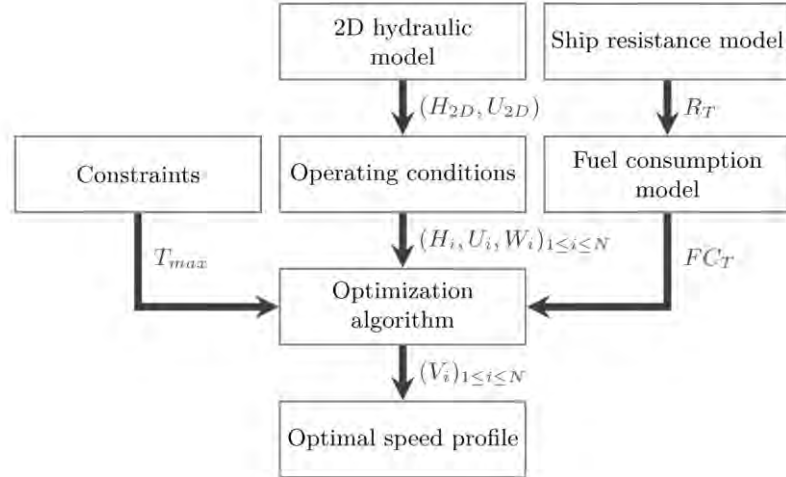 2D hydraulic
model
Ship resistance model
(H_{2D}, U_{2D})
R_T
Constraints
Operating conditions
Fuel consumption
model
T_{max}
(H_i, U_i, W_i)_{1≤i≤N}
FC_T
Optimization
algorithm
(V_i)_{1≤i≤N}
Optimal speed profile